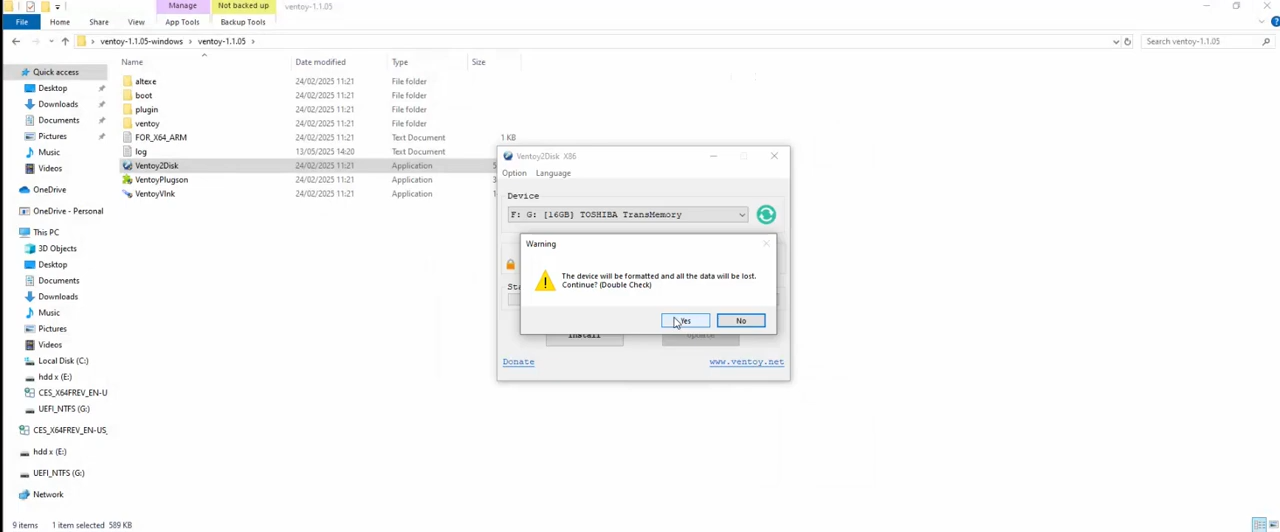 Manage
Not backed up
ventoy-1.1.05
File
Home
Share
View
App Tools
Backup Tools
ventoy-1.1.05-windows
ventoy-1.1.05
Search ventoy-1.1.05
Name
Date modified
Type
Size
Quick access
Desktop
Downloads
Documents
Pictures
Music
Videos
OneDrive
OneDrive - Personal
This PC
3D Objects
Desktop
Documents
Downloads
Music
Pictures
Videos
Local Disk (C:)
hdd x (E:)
CES_X64FREV_EN-U
UEFI_NTFS (G:)
CES_X64FREV_EN-US_
hdd x (E:)
UEFI_NTFS (G:)
Network
altexe 24/02/2025 11:21 File folder
boot 24/02/2025 11:21 File folder
plugin 24/02/2025 11:21 File folder
ventoy 24/02/2025 11:21 File folder
FOR_X64_ARM 24/02/2025 11:21 Text Document 1 KB
log 13/05/2025 14:20 Text Document
Ventoy2Disk 24/02/2025 11:21 Application 5
VentoyPlugson 24/02/2025 11:21 Application 3
VentoyVlnk 24/02/2025 11:21 Application 1
Ventoy2Disk X86
Option Language
Device
F: G: [16GB] TOSHIBA TransMemory
Warning
The device will be formatted and all the data will be lost.
Continue? (Double Check)
Yes No
Sta
Install Update
Donate www.ventoy.net
9 items 1 item selected 589 KB